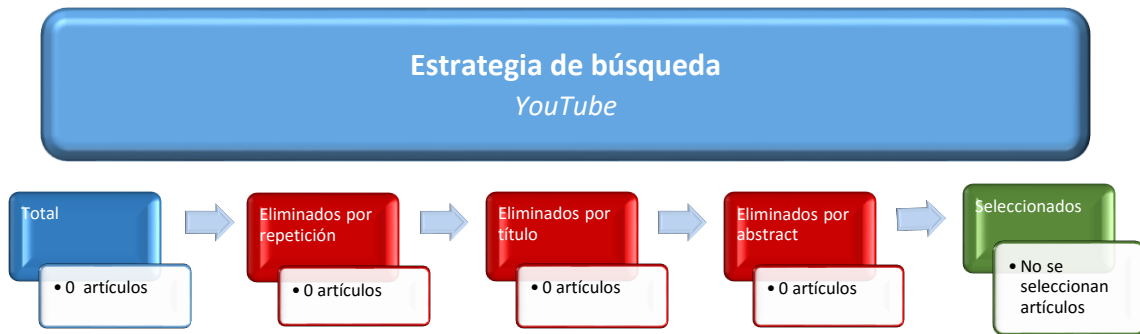 Estrategia de búsqueda
YouTube
Total
• 0 artículos
Eliminados por
repetición
• 0 artículos
Eliminados por
título
• 0 artículos
Eliminados por
abstract
• 0 artículos
Seleccionados
• No se
seleccionan
artículos